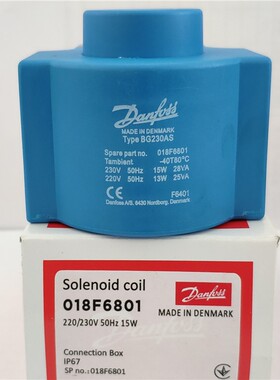 Danfoss
MADE IN DENMARK
Type BG230AS
Spare part no. 018F6801
Tambient -40T80°C
230V 50Hz 15W 28VA
220V 50Hz 13W 25VA
CE F6401
Danfoss A/S, 6430 Nordborg, Denmark
Solenoid coil
018F6801
220/230V 50Hz 15W
Danfoss
MADE IN DENMARK
Connection Box
IP67
SP no.:018F6801